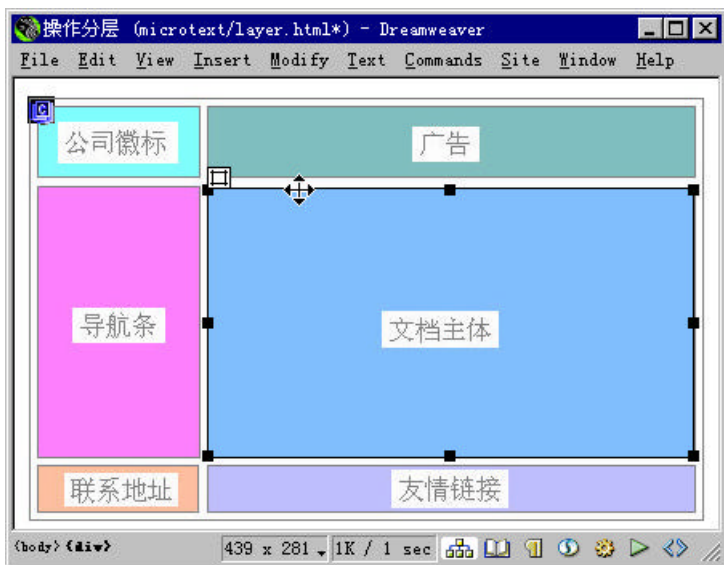 操作分层 (microtext/layer.html*) - Dreamweaver
File Edit View Insert Modify Text Commands Site Window Help
公司徽标 广告
导航条 文档主体
联系地址 友情链接
<body> <div> 439 x 281 1K / 1 sec